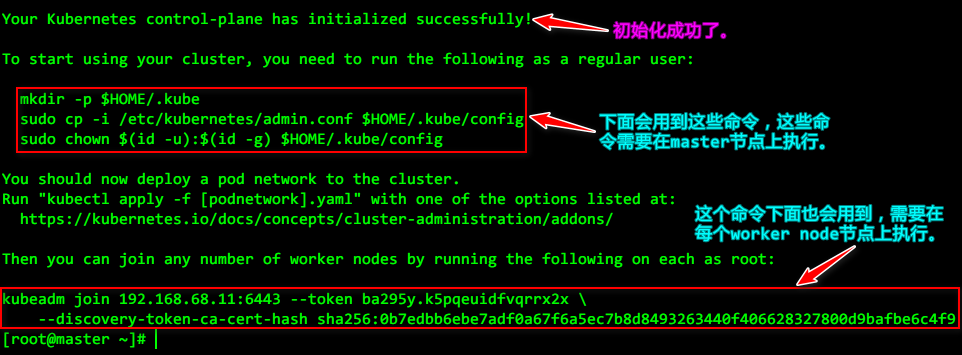 Your Kubernetes control-plane has initialized successfully!
初始化成功了。
To start using your cluster, you need to run the following as a regular user:
mkdir -p $HOME/.kube
sudo cp -i /etc/kubernetes/admin.conf $HOME/.kube/config
sudo chown $(id -u):$(id -g) $HOME/.kube/config
下面会用到这些命令，这些命
令需要在master节点上执行。
You should now deploy a pod network to the cluster.
Run "kubectl apply -f [podnetwork].yaml" with one of the options listed at:
https://kubernetes.io/docs/concepts/cluster-administration/addons/
这个命令下面也会用到，需要在
每个worker node节点上执行。
Then you can join any number of worker nodes by running the following on each as root:
kubeadm join 192.168.68.11:6443 --token ba295y.k5pqeuidfvqrrx2x \
--discovery-token-ca-cert-hash sha256:0b7edbb6ebe7adf0a67f6a5ec7b8d8493263440f406628327800d9bafbe6c4f9
[root@master ~]#